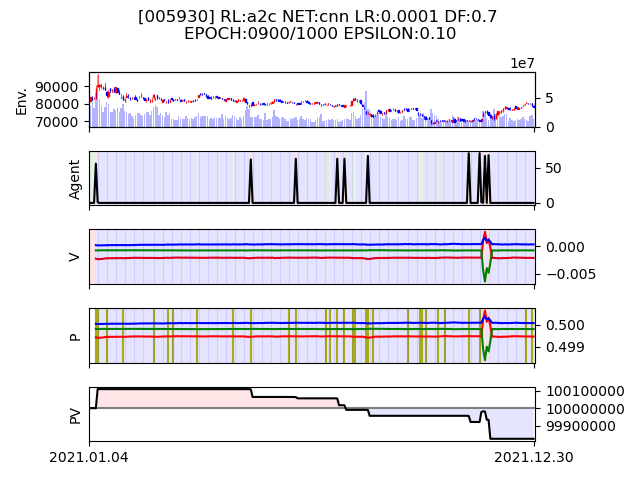 [005930] RL:a2c NET:cnn LR:0.0001 DF:0.7
EPOCH:0900/1000 EPSILON:0.10
1e7
Env.
90000
80000
70000
5
0
Agent
50
0
V
0.000
−0.005
P
0.500
0.499
PV
100100000
100000000
99900000
2021.01.04
2021.12.30